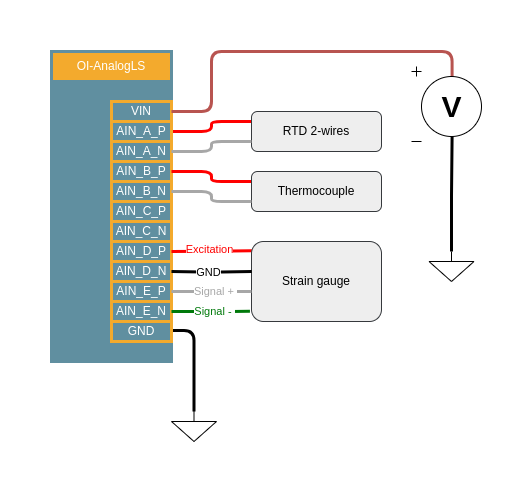 OI-AnalogLS
VIN
AIN_A_P
AIN_A_N
AIN_B_P
AIN_B_N
AIN_C_P
AIN_C_N
AIN_D_P
AIN_D_N
AIN_E_P
AIN_E_N
GND
Excitation
GND
Signal +
Signal -
RTD 2-wires
Thermocouple
Strain gauge
+
V
−